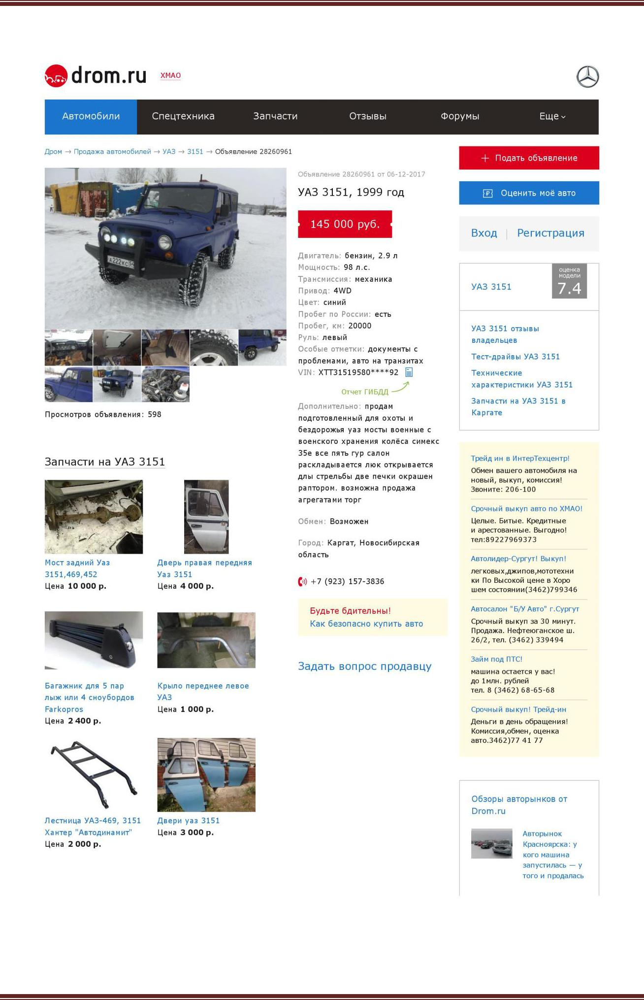 drom.ru
ХМАО
Автомобили
Спецтехника
Запчасти
Отзывы
Форумы
Еще
Дром → Продажа автомобилей → УАЗ → 3151 → Объявление 28260961
А222КС 54
Просмотров объявления: 598
Запчасти на УАЗ 3151
Мост задний Уаз
3151,469,452
Цена 10 000 р.
Дверь правая передняя
Уаз 3151
Цена 4 000 р.
Багажник для 5 пар
лыж или 4 сноубордов
Farkopros
Цена 2 400 р.
Крыло переднее левое
УАЗ
Цена 1 000 р.
Лестница УАЗ-469, 3151
Хантер "Автодинамит"
Цена 2 000 р.
Двери уаз 3151
Цена 3 000 р.
Объявление 28260961 от 06-12-2017
УАЗ 3151, 1999 год
145 000 руб.
Двигатель: бензин, 2.9 л
Мощность: 98 л.с.
Трансмиссия: механика
Привод: 4WD
Цвет: синий
Пробег по России: есть
Пробег, км: 20000
Руль: левый
Особые отметки: документы с
проблемами, авто на транзитах
VIN: XTT31519580****92
Отчет ГИБДД
Дополнительно: продам
подготовленный для охоты и
бездорожья уаз мосты военные с
военского хранения колёса симекс
35е все пять гур салон
раскладывается люк открывается
длы стрельбы две печки окрашен
раптором. возможна продажа
агрегатами торг
Обмен: Возможен
Город: Каргат, Новосибирская
область
+7 (923) 157-3836
Будьте бдительны!
Как безопасно купить авто
Задать вопрос продавцу
Подать объявление
Оценить моё авто
Вход | Регистрация
УАЗ 3151
оценка
модели
7.4
УАЗ 3151 отзывы
владельцев
Тест-драйвы УАЗ 3151
Технические
характеристики УАЗ 3151
Запчасти на УАЗ 3151 в
Каргате
Трейд ин в ИнтерТехцентр!
Обмен вашего автомобиля на
новый, выкуп, комиссия!
Звоните: 206-100
Срочный выкуп авто по ХМАО!
Целые. Битые. Кредитные
и арестованные. Выгодно!
тел:89227969373
Автолидер-Сургут! Выкуп!
легковых,джипов,мототехни
ки По Высокой цене в Хоро
шем состоянии(3462)799346
Автосалон "Б/У Авто" г.Сургут
Срочный выкуп за 30 минут.
Продажа. Нефтеюганское ш.
26/2, тел. (3462) 339494
Займ под ПТС!
машина остается у вас!
до 1млн. рублей
тел. 8 (3462) 68-65-68
Срочный выкуп! Трейд-ин
Деньги в день обращения!
Комиссия,обмен, оценка
авто.3462)77 41 77
Обзоры авторынков от
Drom.ru
Авторынок
Красноярска: у
кого машина
запустилась — у
того и продалась